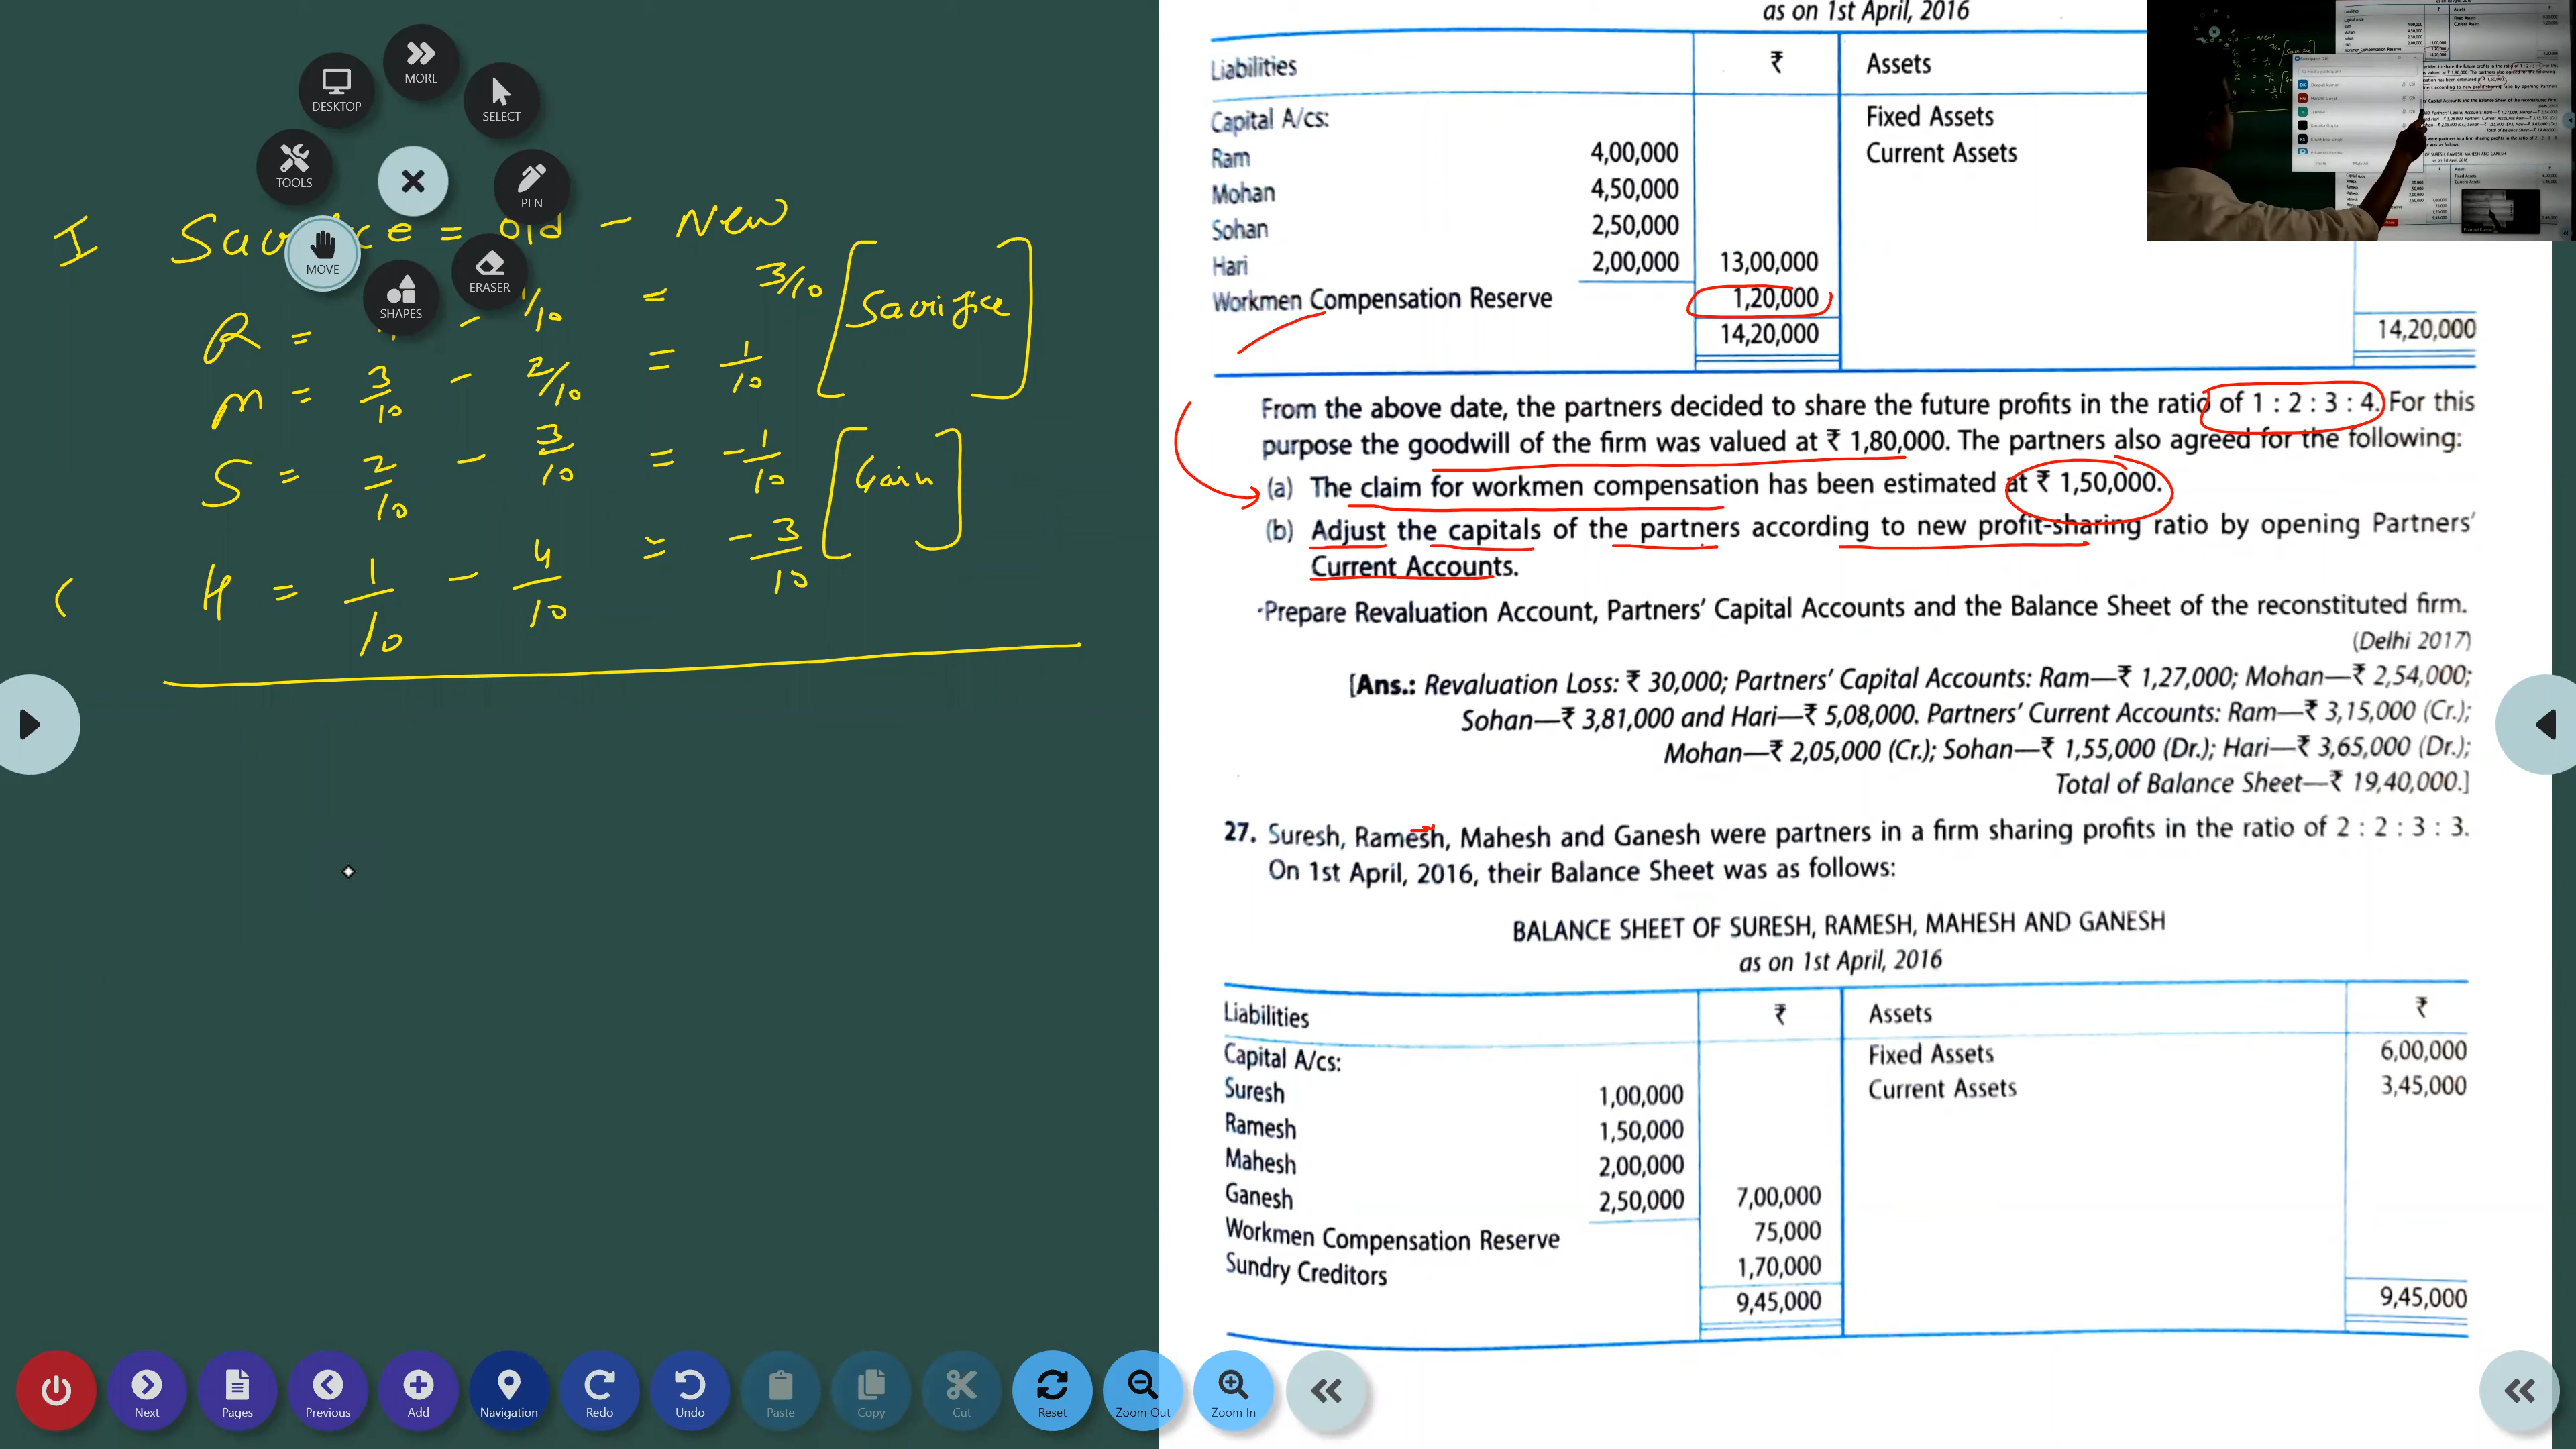 MORE
DESKTOP
SELECT
TOOLS
PEN
MOVE
ERASER
SHAPES
I = old - New
R = - 1/10 = 3/10 [Sacrifice]
M = 3/10 - 2/10 = 1/10
S = 2/10 - 3/10 = -1/10 [Gain]
H = 1/10 - 4/10 = -3/10
(
as on 1st April, 2016
Liabilities ₹ Assets
Capital A/cs: Fixed Assets
Ram 4,00,000 Current Assets
Mohan 4,50,000
Sohan 2,50,000
Hari 2,00,000 13,00,000
Workmen Compensation Reserve 1,20,000
14,20,000 14,20,000
From the above date, the partners decided to share the future profits in the ratio of 1 : 2 : 3 : 4. For this
purpose the goodwill of the firm was valued at ₹ 1,80,000. The partners also agreed for the following:
(a) The claim for workmen compensation has been estimated at ₹ 1,50,000.
(b) Adjust the capitals of the partners according to new profit-sharing ratio by opening Partners'
Current Accounts.
Prepare Revaluation Account, Partners' Capital Accounts and the Balance Sheet of the reconstituted firm.
(Delhi 2017)
[Ans.: Revaluation Loss: ₹ 30,000; Partners' Capital Accounts: Ram—₹ 1,27,000; Mohan—₹ 2,54,000;
Sohan—₹ 3,81,000 and Hari—₹ 5,08,000. Partners' Current Accounts: Ram—₹ 3,15,000 (Cr.);
Mohan—₹ 2,05,000 (Cr.); Sohan—₹ 1,55,000 (Dr.); Hari—₹ 3,65,000 (Dr.);
Total of Balance Sheet—₹ 19,40,000.]
27. Suresh, Ramesh, Mahesh and Ganesh were partners in a firm sharing profits in the ratio of 2 : 2 : 3 : 3.
On 1st April, 2016, their Balance Sheet was as follows:
BALANCE SHEET OF SURESH, RAMESH, MAHESH AND GANESH
as on 1st April, 2016
Liabilities ₹ Assets ₹
Capital A/cs: Fixed Assets 6,00,000
Suresh 1,00,000 Current Assets 3,45,000
Ramesh 1,50,000
Mahesh 2,00,000
Ganesh 2,50,000 7,00,000
Workmen Compensation Reserve 75,000
Sundry Creditors 1,70,000
9,45,000 9,45,000
Next
Pages
Previous
Add
Navigation
Redo
Undo
Paste
Copy
Cut
Reset
Zoom Out
Zoom In